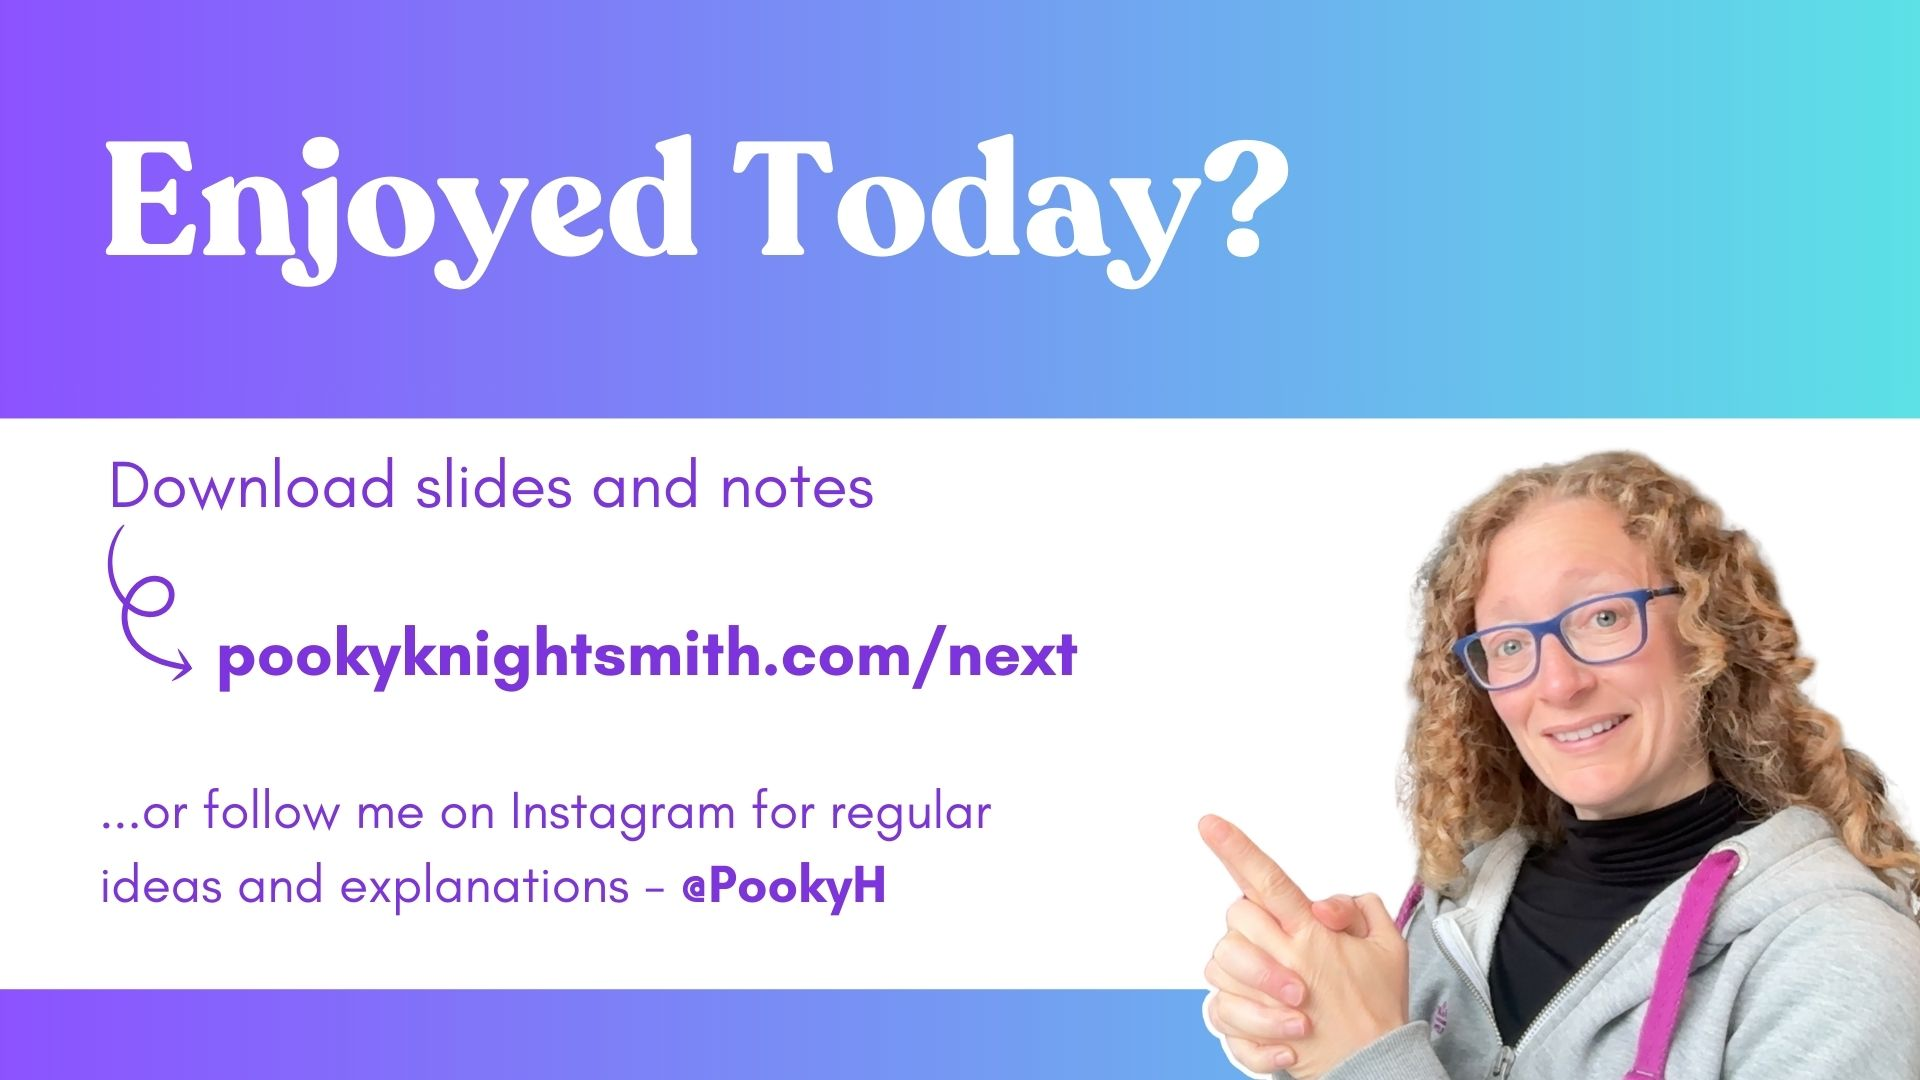 Enjoyed Today?
Download slides and notes
pookyknightsmith.com/next
...or follow me on Instagram for regular
ideas and explanations - @PookyH